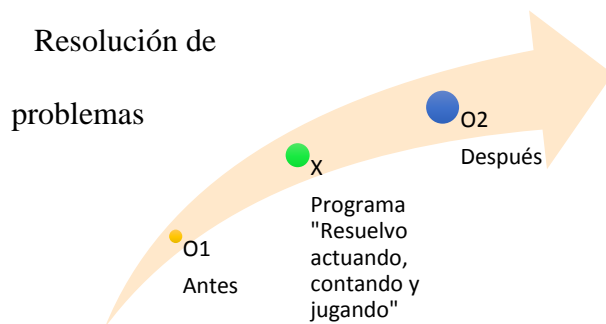 Resolución de
problemas
O1
Antes
X
Programa
"Resuelvo
actuando,
contando y
jugando"
O2
Después